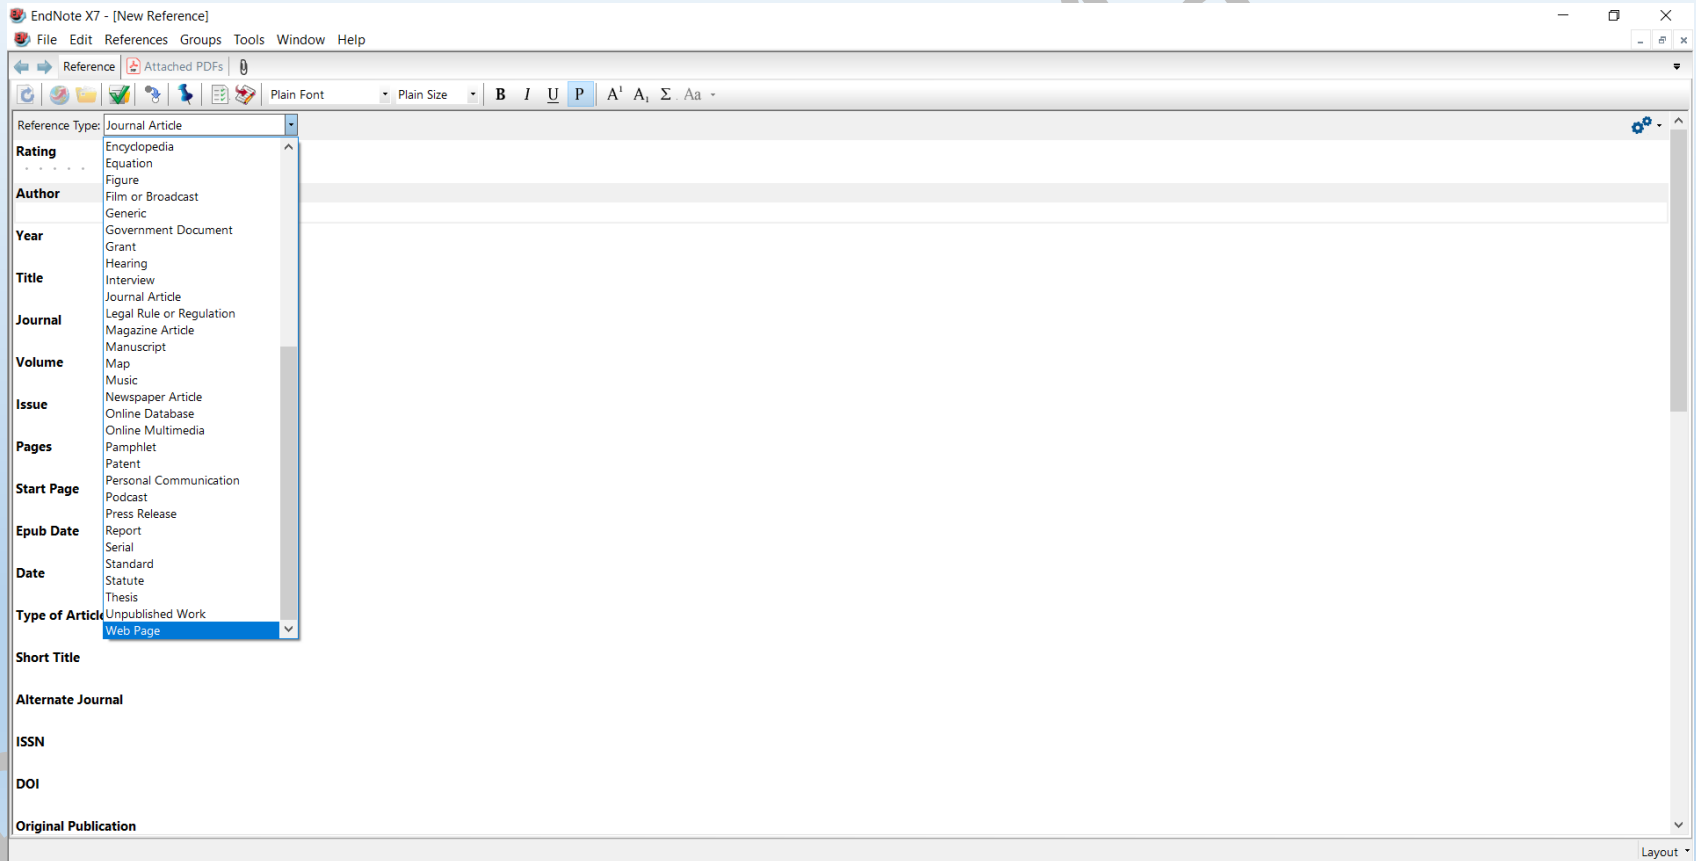 EndNote X7 - [New Reference]
File Edit References Groups Tools Window Help
Reference Attached PDFs
Plain Font Plain Size B I U P A¹ A₁ Σ Aa
Reference Type: Journal Article
Rating
Author
Year
Title
Journal
Volume
Issue
Pages
Start Page
Epub Date
Date
Type of Article
Short Title
Alternate Journal
ISSN
DOI
Original Publication
Encyclopedia
Equation
Figure
Film or Broadcast
Generic
Government Document
Grant
Hearing
Interview
Journal Article
Legal Rule or Regulation
Magazine Article
Manuscript
Map
Music
Newspaper Article
Online Database
Online Multimedia
Pamphlet
Patent
Personal Communication
Podcast
Press Release
Report
Serial
Standard
Statute
Thesis
Unpublished Work
Web Page
Layout